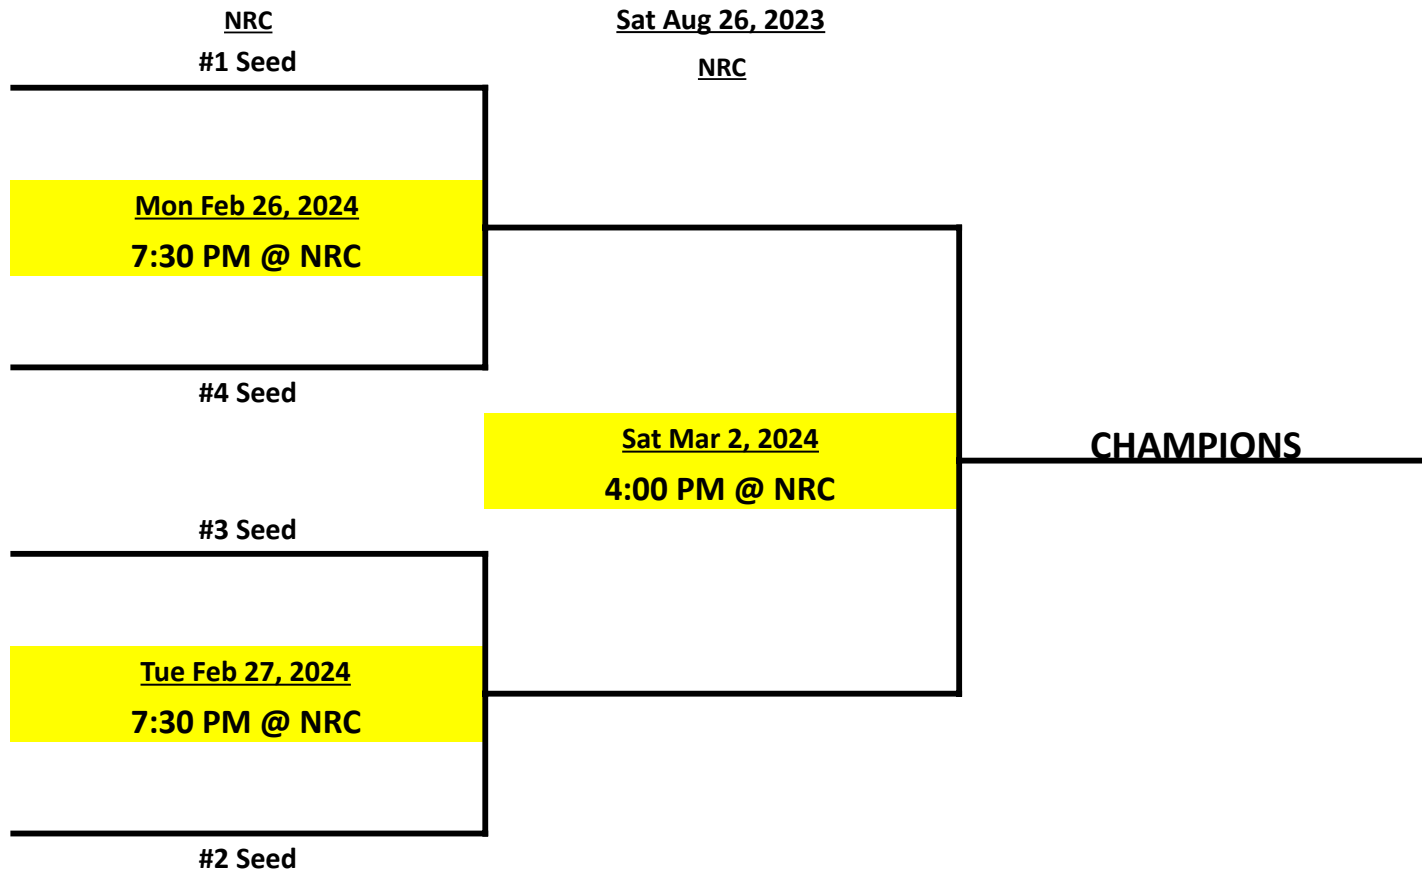 NRC
Sat Aug 26, 2023
#1 Seed
NRC
Mon Feb 26, 2024
7:30 PM @ NRC
#4 Seed
Sat Mar 2, 2024
CHAMPIONS
4:00 PM @ NRC
#3 Seed
Tue Feb 27, 2024
7:30 PM @ NRC
#2 Seed